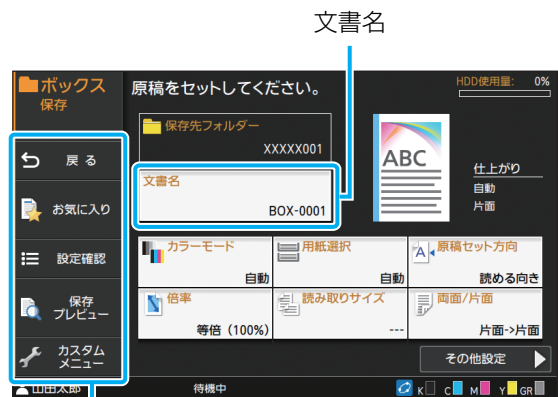 文書名
ボックス
保存
原稿をセットしてください。
HDD使用量: 0%
保存先フォルダー
XXXXX001
文書名
BOX-0001
ABC
仕上がり
自動
片面
戻る
お気に入り
設定確認
保存
プレビュー
カスタム
メニュー
カラーモード
自動
用紙選択
自動
A
原稿セット方向
読める向き
倍率
等倍 (100%)
読み取りサイズ
---
両面/片面
片面->片面
その他設定
山田太郎
待機中
K C M Y GR